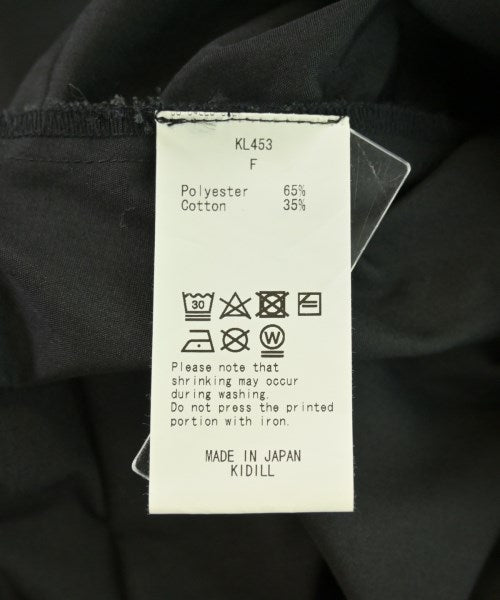 KL453
F
Polyester 65%
Cotton 35%
30
W
Please note that
shrinking may occur
during washing.
Do not press the printed
portion with iron.
MADE IN JAPAN
KIDILL